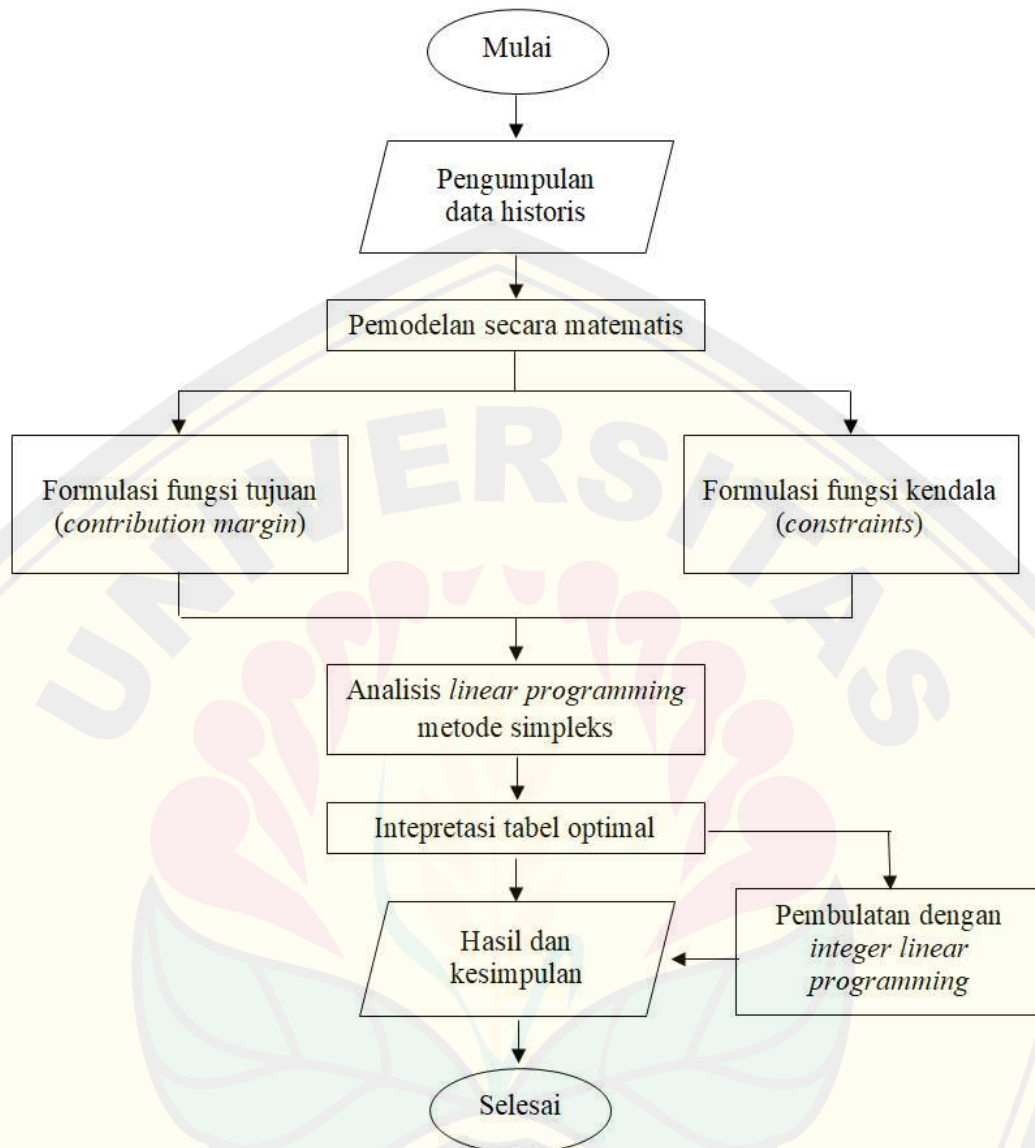 Mulai
Pengumpulan
data historis
Pemodelan secara matematis
Formulasi fungsi tujuan
(contribution margin)
Formulasi fungsi kendala
(constraints)
Analisis linear programming
metode simpleks
Intepretasi tabel optimal
Hasil dan
kesimpulan
Pembulatan dengan
integer linear
programming
Selesai
UNIVERSITAS